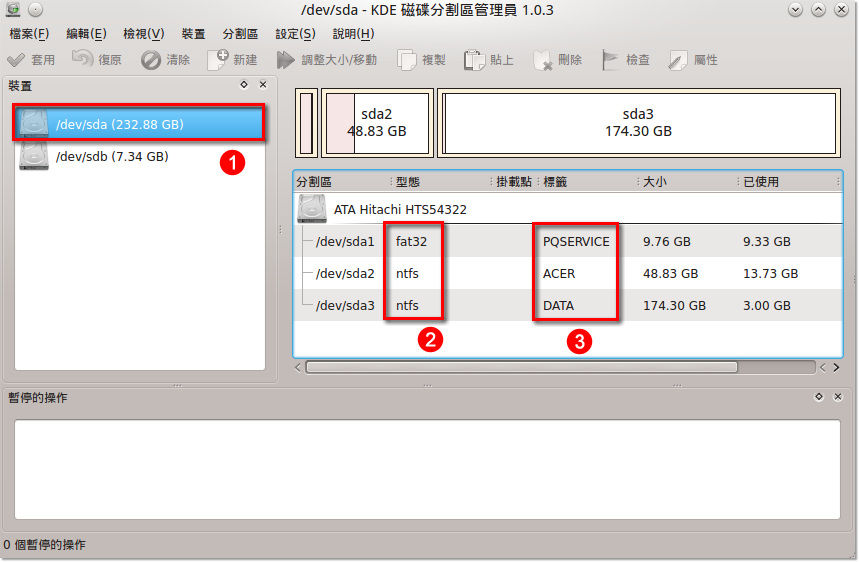 /dev/sda - KDE 磁碟分割區管理員 1.0.3
檔案(F) 編輯(E) 檢視(V) 裝置 分割區 設定(S) 說明(H)
套用 復原 清除 新建 調整大小/移動 複製 貼上 刪除 檢查 屬性
裝置
/dev/sda (232.88 GB)
/dev/sdb (7.34 GB)
1
sda2
48.83 GB
sda3
174.30 GB
分割區 型態 掛載點 標籤 大小 已使用
ATA Hitachi HTS54322
/dev/sda1 fat32 PQSERVICE 9.76 GB 9.33 GB
/dev/sda2 ntfs ACER 48.83 GB 13.73 GB
/dev/sda3 ntfs DATA 174.30 GB 3.00 GB
2 3
暫停的操作
0 個暫停的操作